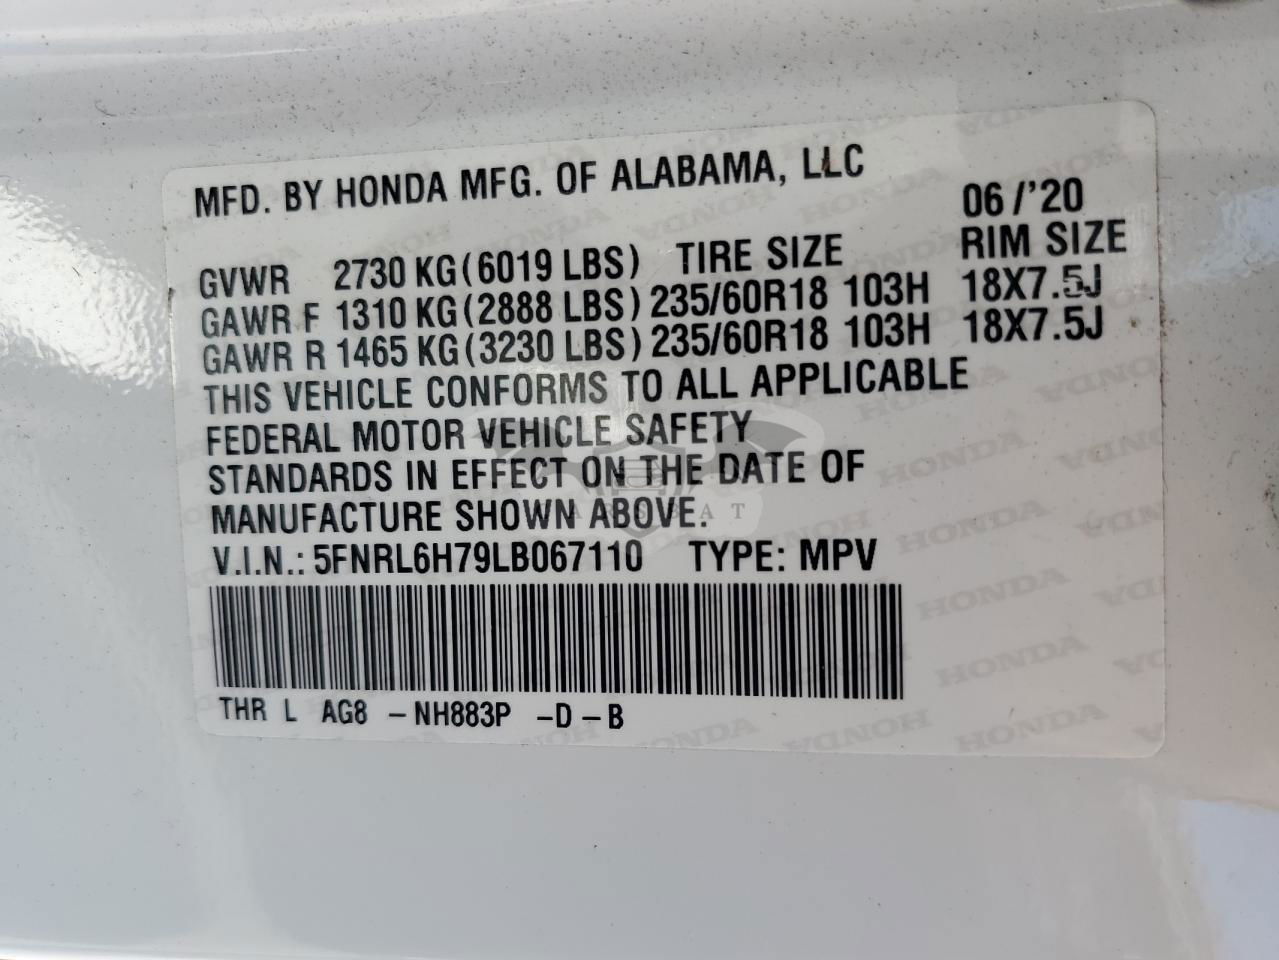 MFD. BY HONDA MFG. OF ALABAMA, LLC
06/'20
GVWR 2730 KG(6019 LBS) TIRE SIZE RIM SIZE
GAWR F 1310 KG(2888 LBS) 235/60R18 103H 18X7.5J
GAWR R 1465 KG(3230 LBS) 235/60R18 103H 18X7.5J
THIS VEHICLE CONFORMS TO ALL APPLICABLE
FEDERAL MOTOR VEHICLE SAFETY
STANDARDS IN EFFECT ON THE DATE OF
MANUFACTURE SHOWN ABOVE.
CARSBAT
V.I.N.: 5FNRL6H79LB067110 TYPE: MPV
THR L AG8 -NH883P -D-B